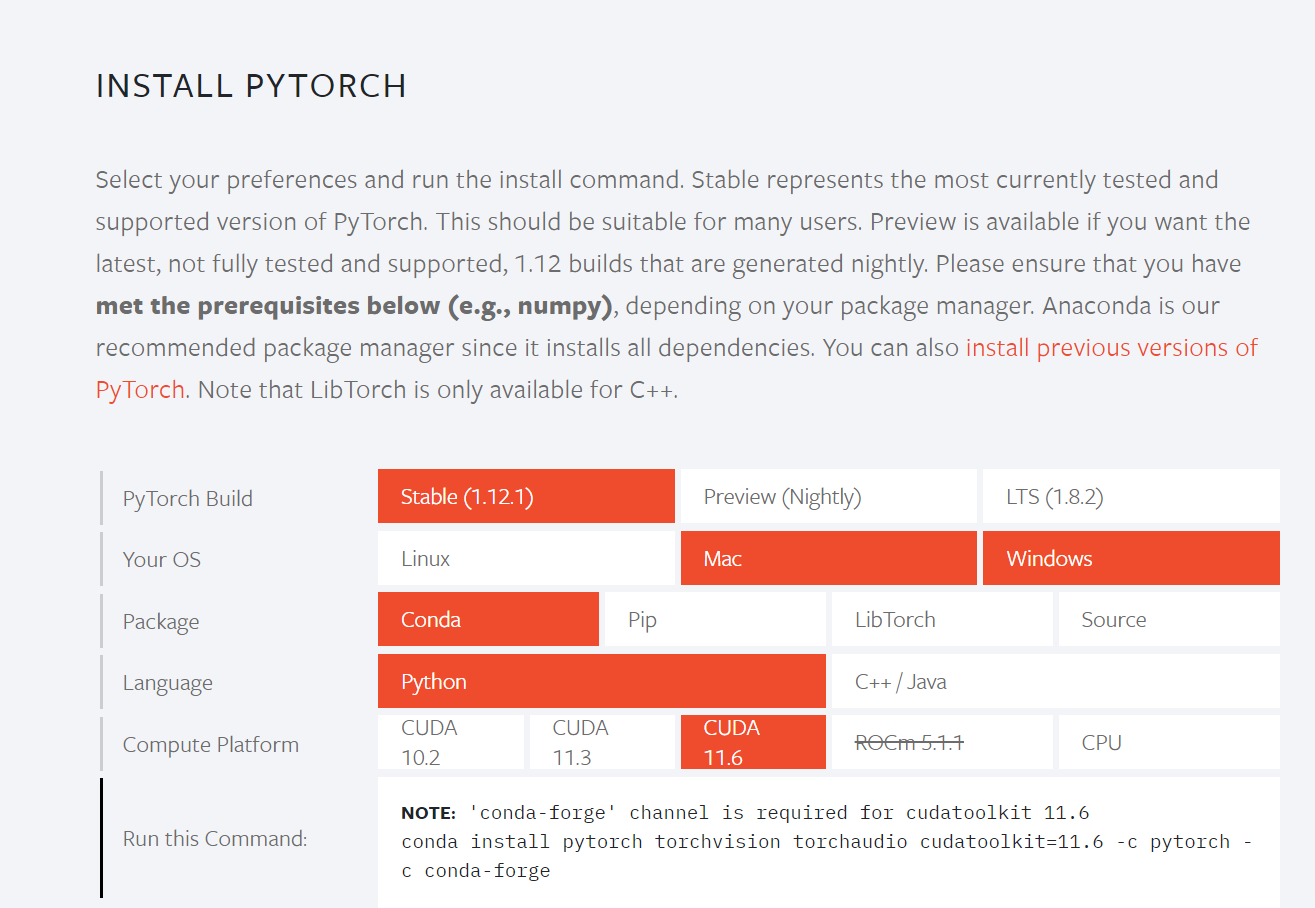 INSTALL PYTORCH
Select your preferences and run the install command. Stable represents the most currently tested and
supported version of PyTorch. This should be suitable for many users. Preview is available if you want the
latest, not fully tested and supported, 1.12 builds that are generated nightly. Please ensure that you have
met the prerequisites below (e.g., numpy), depending on your package manager. Anaconda is our
recommended package manager since it installs all dependencies. You can also install previous versions of
PyTorch. Note that LibTorch is only available for C++.
PyTorch Build Stable (1.12.1) Preview (Nightly) LTS (1.8.2)
Your OS Linux Mac Windows
Package Conda Pip LibTorch Source
Language Python C++ / Java
Compute Platform CUDA 10.2 CUDA 11.3 CUDA 11.6 ROCm 5.1.1 CPU
Run this Command:
NOTE: 'conda-forge' channel is required for cudatoolkit 11.6
conda install pytorch torchvision torchaudio cudatoolkit=11.6 -c pytorch -
c conda-forge